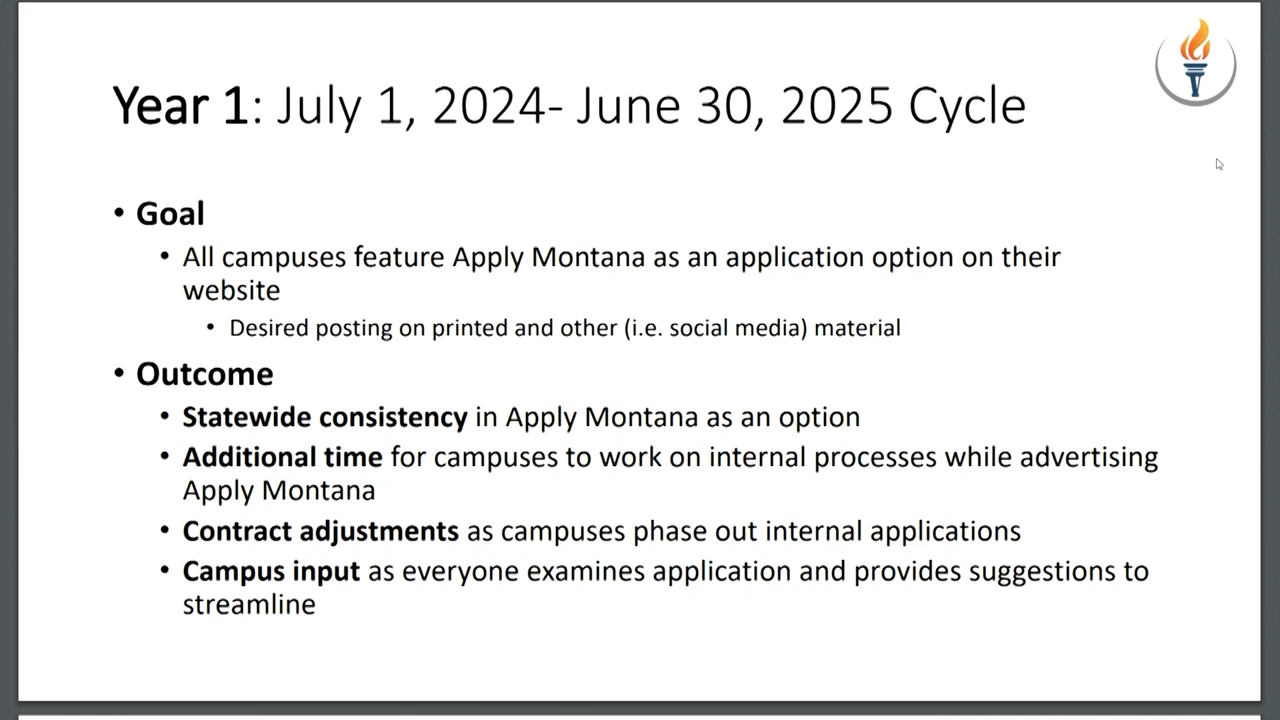 Year 1: July 1, 2024- June 30, 2025 Cycle
• Goal
• All campuses feature Apply Montana as an application option on their
website
• Desired posting on printed and other (i.e. social media) material
• Outcome
• Statewide consistency in Apply Montana as an option
• Additional time for campuses to work on internal processes while advertising
Apply Montana
• Contract adjustments as campuses phase out internal applications
• Campus input as everyone examines application and provides suggestions to
streamline